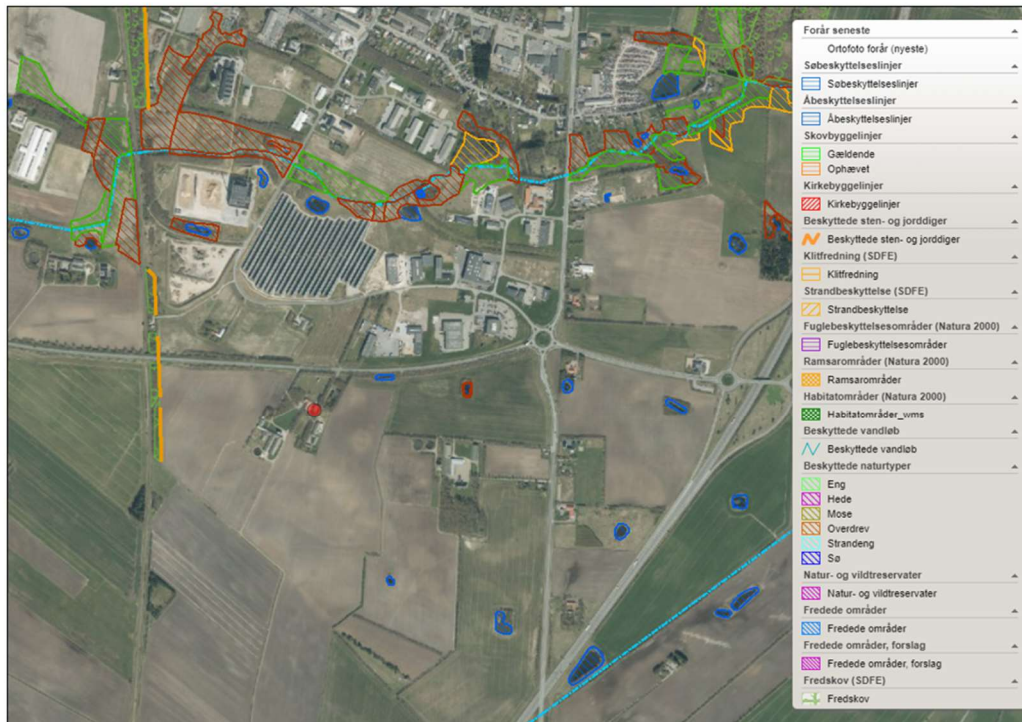 Forår seneste
Ortofoto forår (nyeste)
Søbeskyttelseslinjer
Søbeskyttelseslinjer
Åbeskyttelseslinjer
Åbeskyttelseslinjer
Skovbyggelinjer
Gældende
Ophævet
Kirkebyggelinjer
Kirkebyggelinjer
Beskyttede sten- og jorddiger
Beskyttede sten- og jorddiger
Klitfredning (SDFE)
Klitfredning
Strandbeskyttelse (SDFE)
Strandbeskyttelse
Fuglebeskyttelsesområder (Natura 2000)
Fuglebeskyttelsesområder
Ramsarområder (Natura 2000)
Ramsarområder
Habitatområder (Natura 2000)
Habitatområder_wms
Beskyttede vandløb
Beskyttede vandløb
Beskyttede naturtyper
Eng
Hede
Mose
Overdrev
Strandeng
Sø
Natur- og vildtreservater
Natur- og vildtreservater
Fredede områder
Fredede områder
Fredede områder, forslag
Fredede områder, forslag
Fredskov (SDFE)
Fredskov